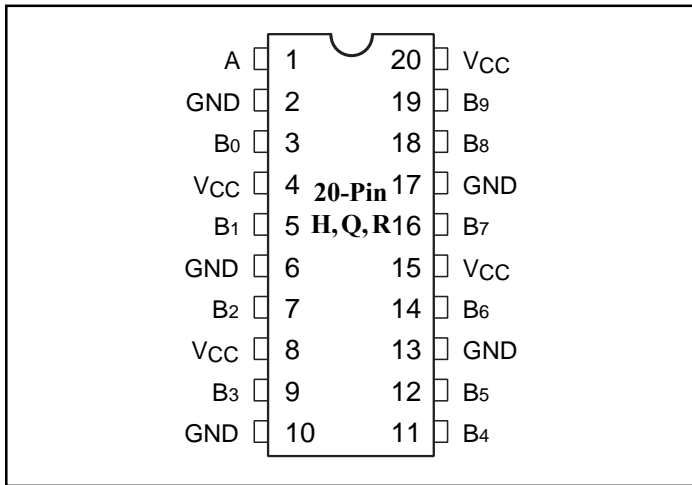 A 1 20 VCC
GND 2 19 B9
B0 3 18 B8
VCC 4 20-Pin 17 GND
B1 5 H, Q, R 16 B7
GND 6 15 VCC
B2 7 14 B6
VCC 8 13 GND
B3 9 12 B5
GND 10 11 B4